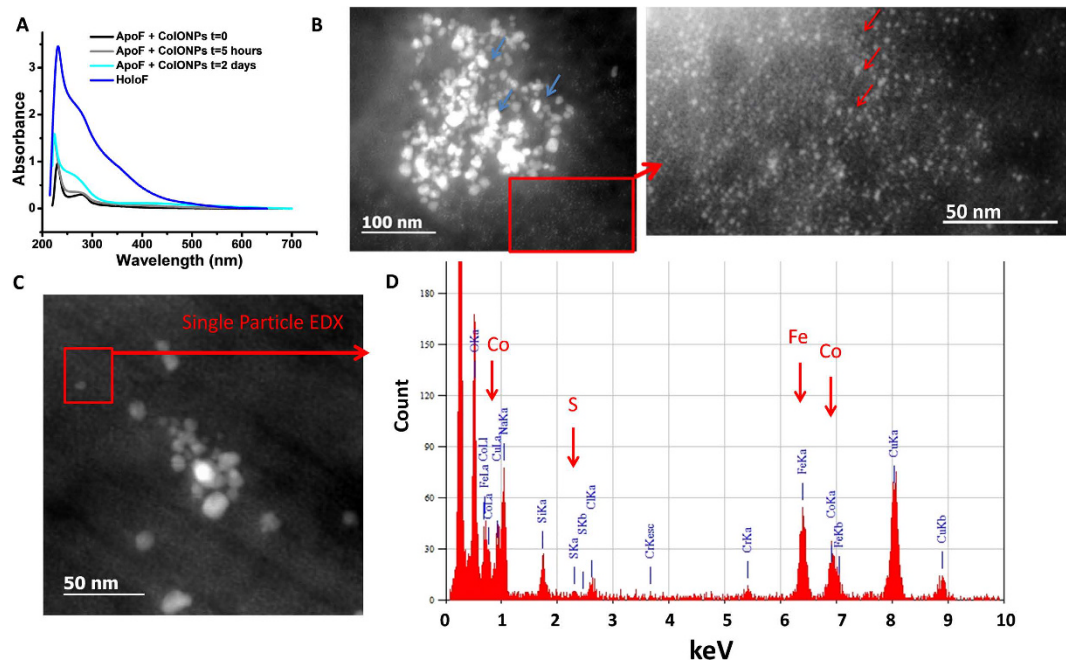 A
ApoF + CoIONPs t=0
ApoF + CoIONPs t=5 hours
ApoF + CoIONPs t=2 days
HoloF
Absorbance
3
2
1
0
200 300 400 500 600 700
Wavelength (nm)
B
100 nm
50 nm
C
Single Particle EDX
50 nm
D
Count
180
150
120
90
60
30
0
OKa
Co
FeLa CoLl
CoLa
CuLa
NaKa
SiKa
S
SKa
SKb
ClKa
CrKesc
CrKa
Fe
FeKa
Co
CoKa
FeKb
CuKa
CuKb
0 1 2 3 4 5 6 7 8 9 10
keV